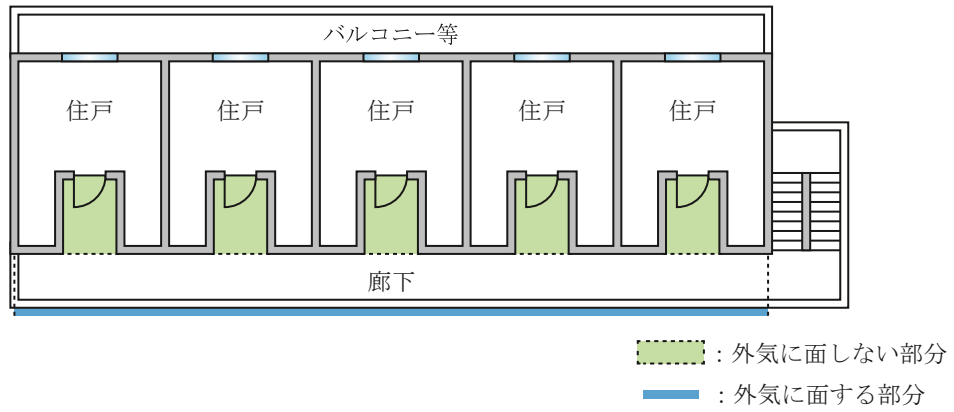 バルコニー等
住戸 住戸 住戸 住戸 住戸
廊下
：外気に面しない部分
：外気に面する部分